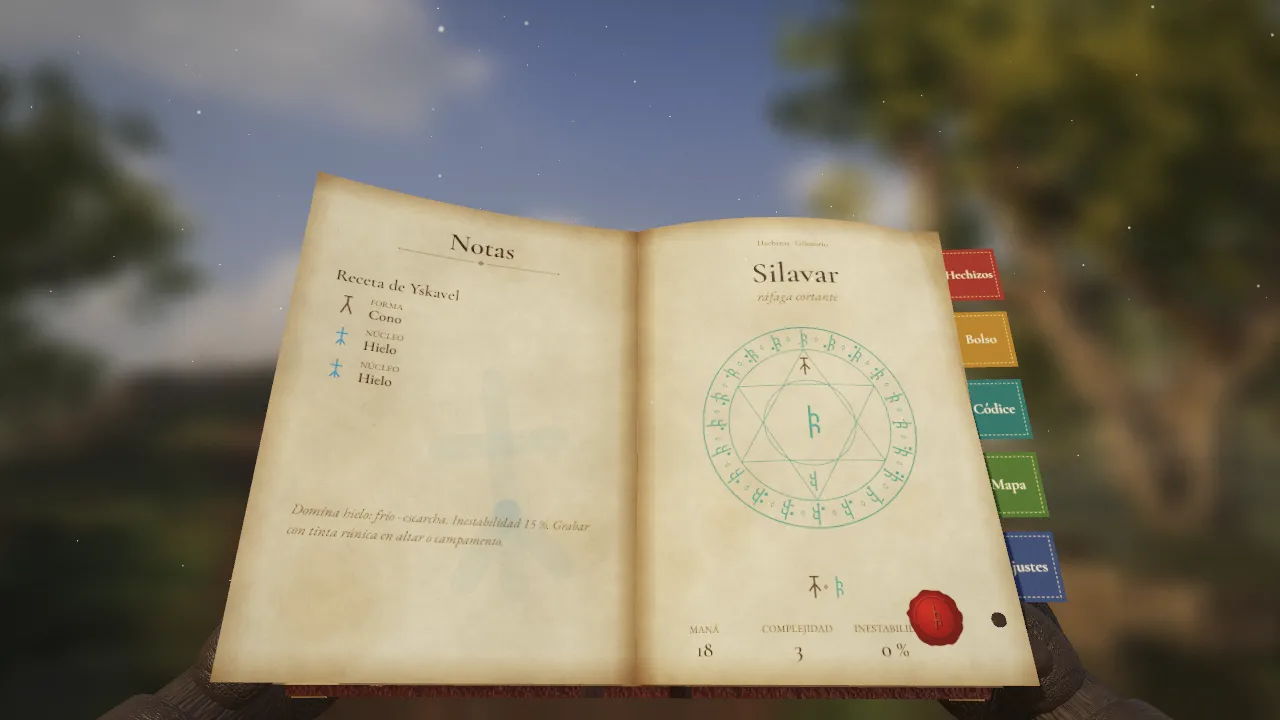 Notas
Receta de Yskavel
FORMA
Cono
NÚCLEO
Hielo
NÚCLEO
Hielo
Domina hielo: frío · escarcha. Inestabilidad 15 %. Grabar
con tinta rúnica en altar o campamento.
Silavar
ráfaga cortante
MANÁ
18
COMPLEJIDAD
3
0 %
Hechizos
Bolso
Códice
Mapa